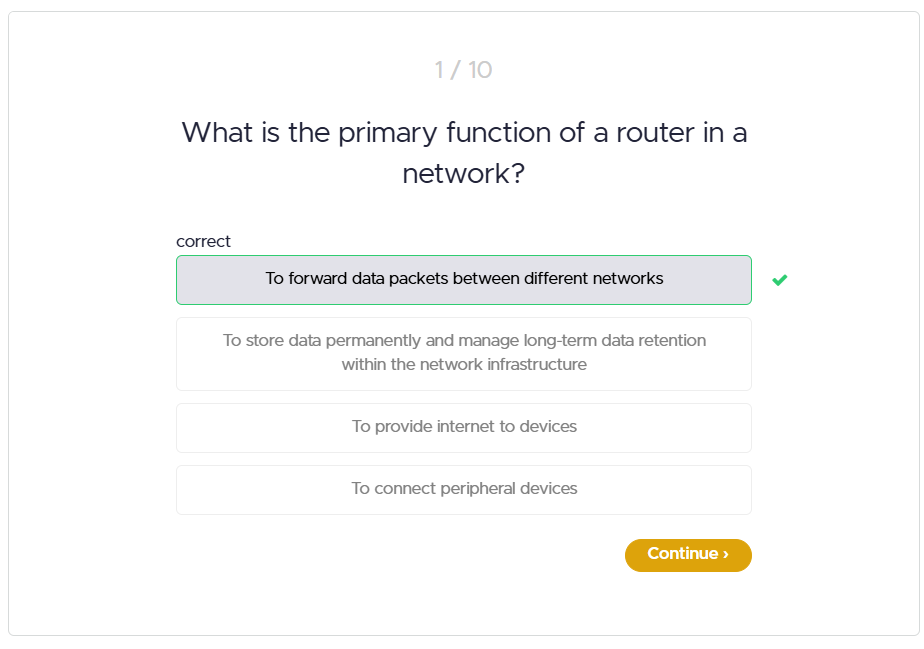 1 / 10
What is the primary function of a router in a
network?
correct
To forward data packets between different networks
To store data permanently and manage long-term data retention
within the network infrastructure
To provide internet to devices
To connect peripheral devices
Continue ›